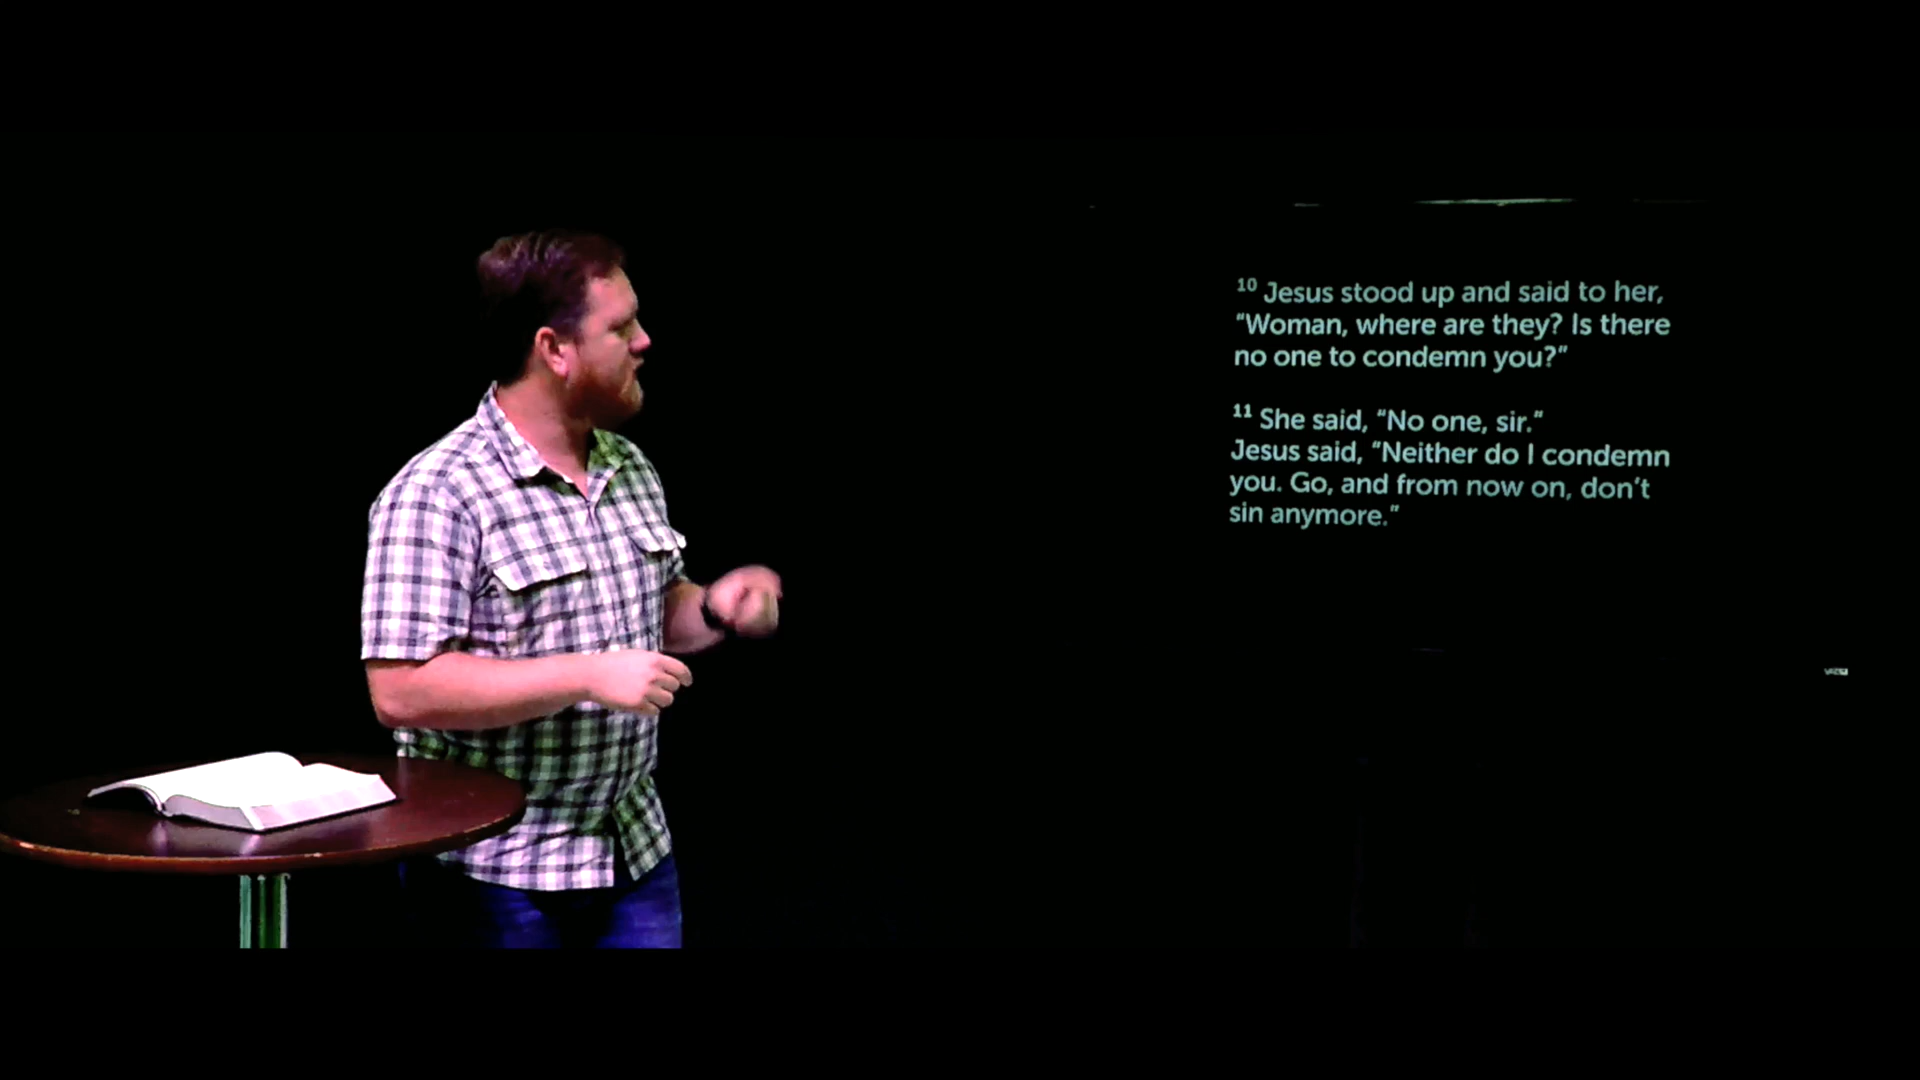 10 Jesus stood up and said to her,
“Woman, where are they? Is there
no one to condemn you?”
11 She said, “No one, sir.”
Jesus said, “Neither do I condemn
you. Go, and from now on, don’t
sin anymore.”